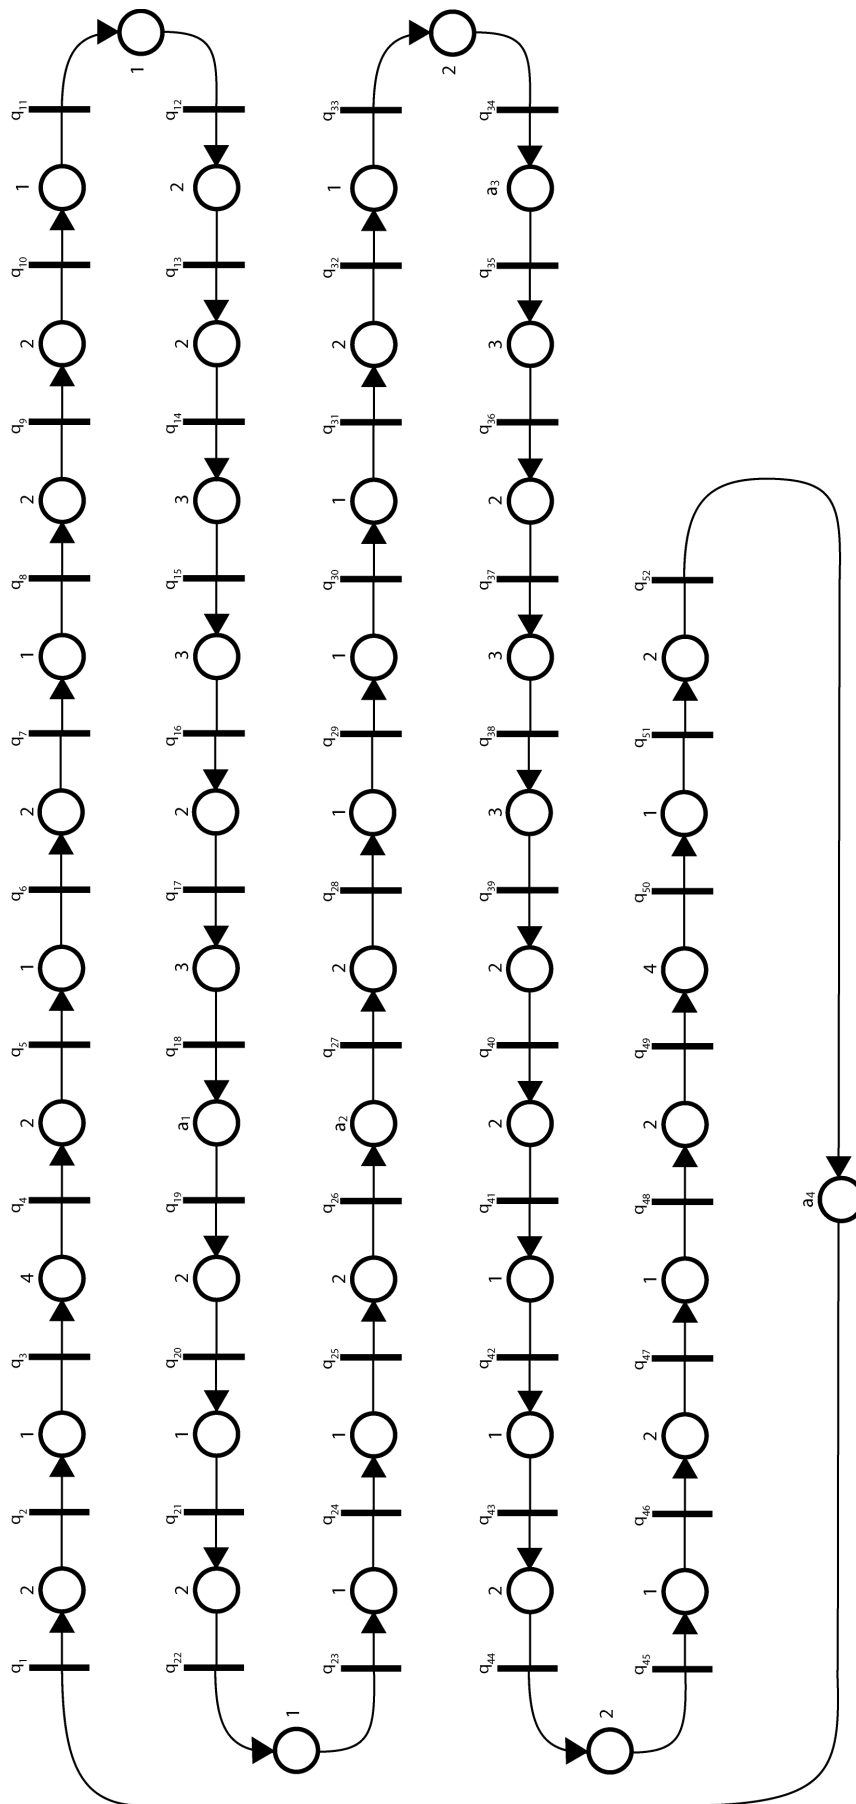 q1 2 q2 1 q3 4 q4 2 q5 1 q6 2 q7 1 q8 2 q9 2 q10 1 q11
1
q22 2 q21 1 q20 2 q19 a1 q18 3 q17 2 q16 3 q15 3 q14 2 q13 2 q12
1
q23 1 q24 1 q25 2 q26 a2 q27 2 q28 1 q29 1 q30 1 q31 2 q32 1 q33
2
q44 2 q43 1 q42 1 q41 2 q40 2 q39 3 q38 3 q37 2 q36 3 q35 a3 q34
2
q45 1 q46 2 q47 1 q48 2 q49 4 q50 1 q51 2 q52
a4